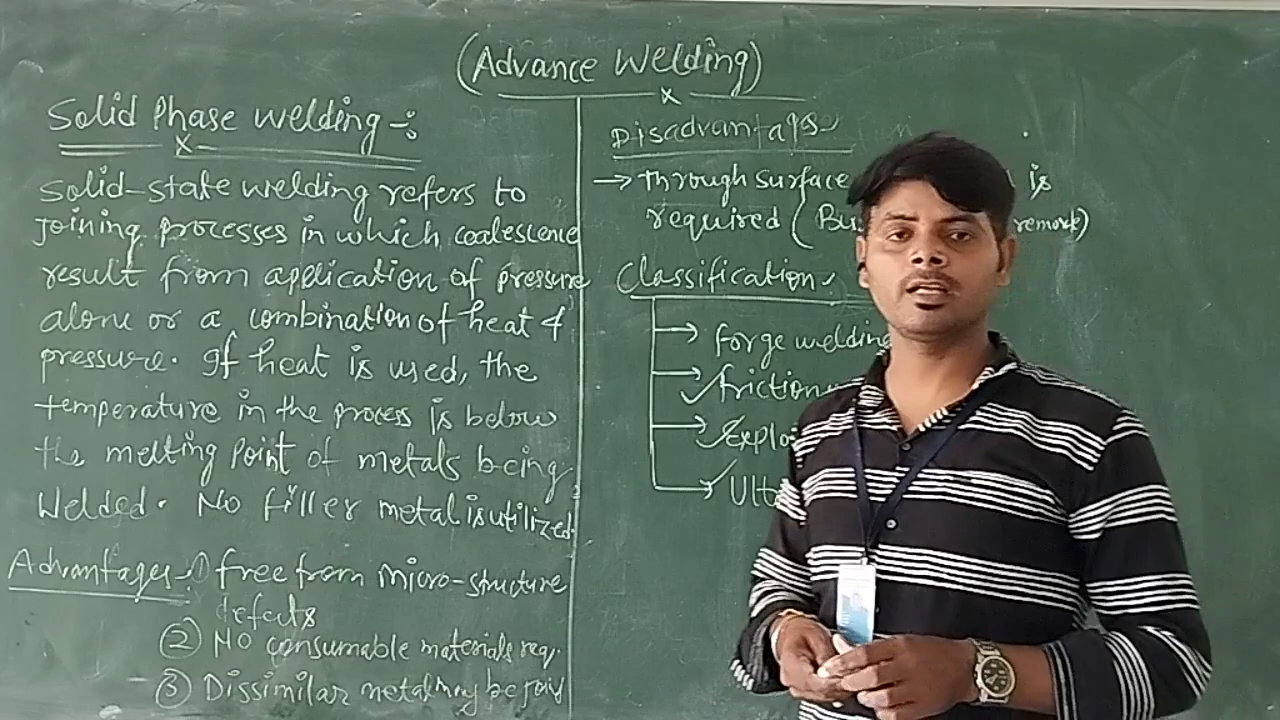 (Advance Welding)
Solid Phase Welding -:
Solid-state welding refers to
joining processes in which coalescence
result from application of pressure
alone or a combination of heat &
pressure. If heat is used, the
temperature in the process is below
the melting point of metals being
Welded. No filler metal is utilized.
Advantages-: ① free from micro-structure
defects
② No consumable materials req.
③ Dissimilar metal may be join
Disadvantages
→ Through surface is
required ( remork)
Classification
→ forge welding
→ friction
→
→